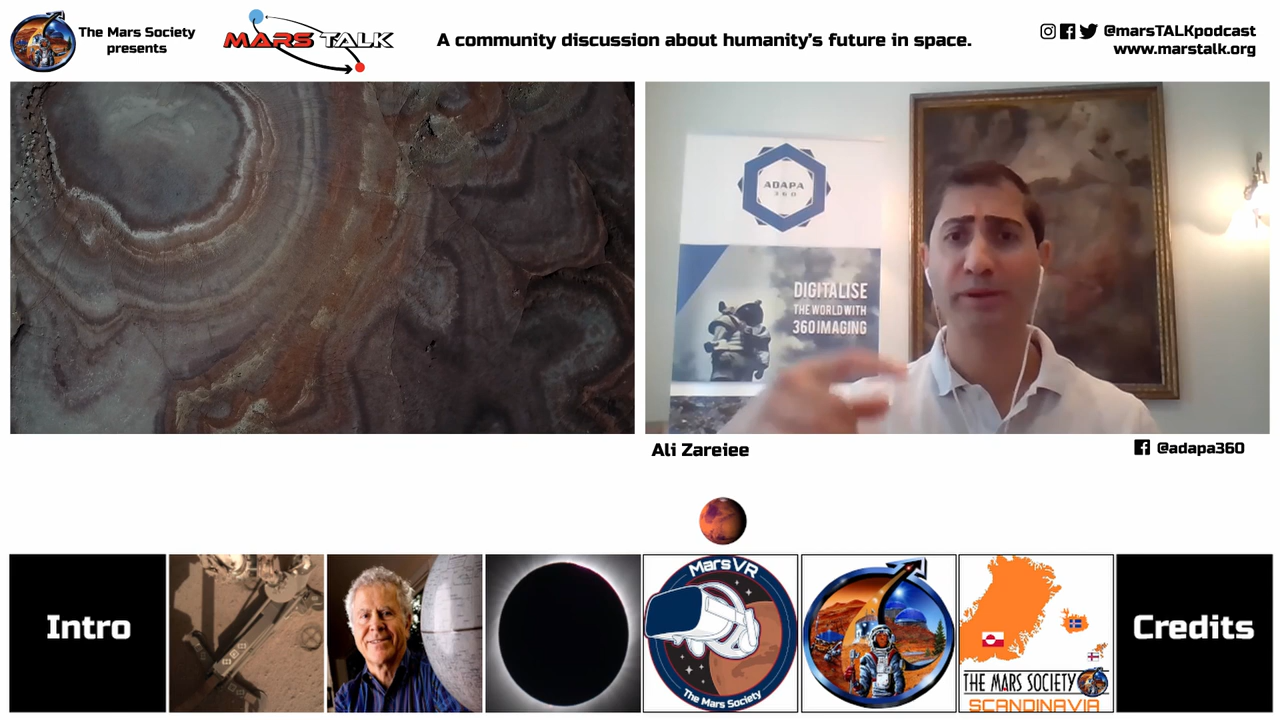 The Mars Society
presents
MARS TALK
A community discussion about humanity's future in space.
@marsTALKpodcast
www.marstalk.org
ADAPA
360
DIGITALISE
THE WORLD WITH
360 IMAGING
Ali Zareiee
@adapa360
Intro
MarsVR
The Mars Society
THE MARS SOCIETY
SCANDINAVIA
Credits